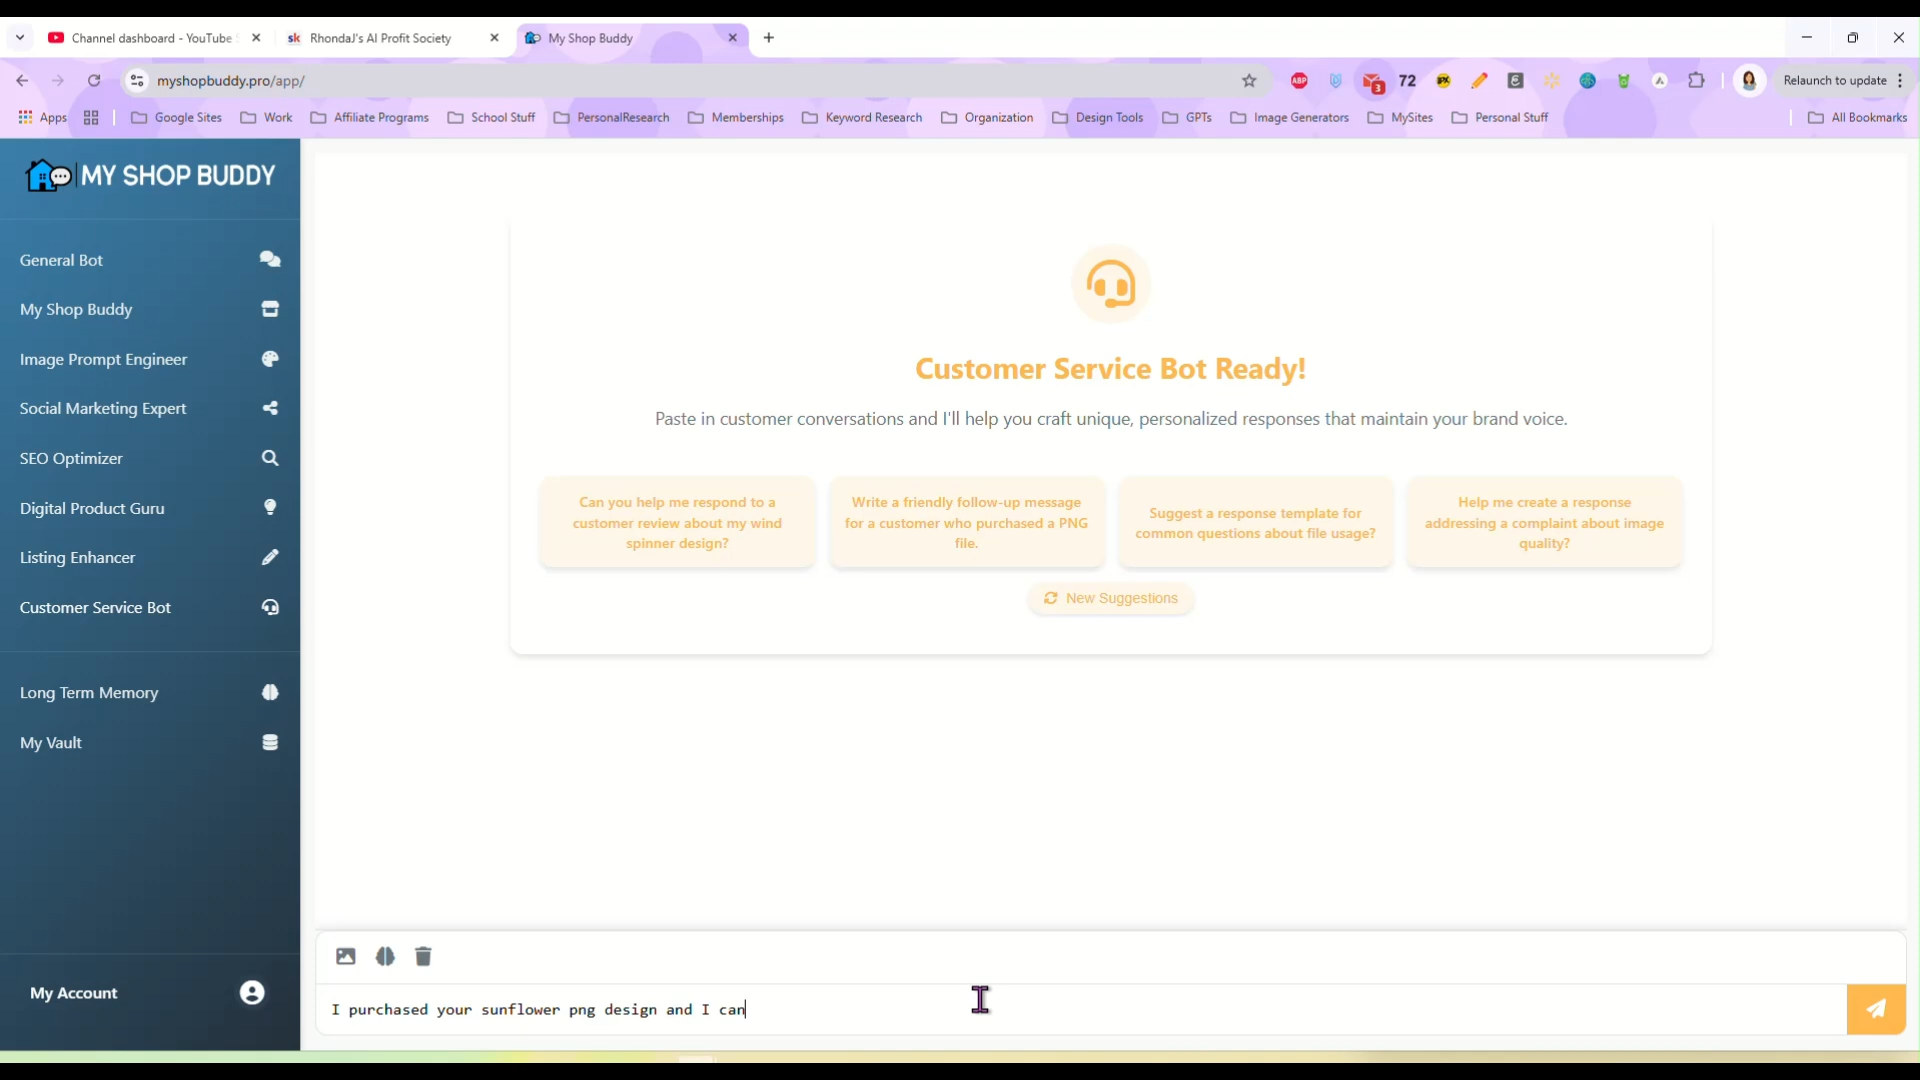 Channel dashboard - YouTube
RhondaJ's AI Profit Society
My Shop Buddy
myshopbuddy.pro/app/
ABP
3
72
Relaunch to update
Apps
Google Sites
Work
Affiliate Programs
School Stuff
PersonalResearch
Memberships
Keyword Research
Organization
Design Tools
GPTs
Image Generators
MySites
Personal Stuff
All Bookmarks
MY SHOP BUDDY
General Bot
My Shop Buddy
Image Prompt Engineer
Social Marketing Expert
SEO Optimizer
Digital Product Guru
Listing Enhancer
Customer Service Bot
Long Term Memory
My Vault
My Account
Customer Service Bot Ready!
Paste in customer conversations and I'll help you craft unique, personalized responses that maintain your brand voice.
Can you help me respond to a
customer review about my wind
spinner design?
Write a friendly follow-up message
for a customer who purchased a PNG
file.
Suggest a response template for
common questions about file usage?
Help me create a response
addressing a complaint about image
quality?
New Suggestions
I purchased your sunflower png design and I can